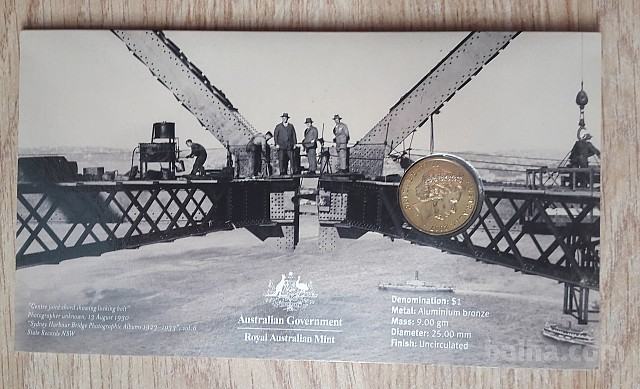 "Centre joint chord showing locking bolt"
Photographer unknown, 13 August 1930
"Sydney Harbour Bridge Photographic Albums 1923-1933", vol.6
State Records NSW
Australian Government
Royal Australian Mint
Denomination: $1
Metal: Aluminium bronze
Mass: 9.00 gm
Diameter: 25.00 mm
Finish: Uncirculated
bolha.com